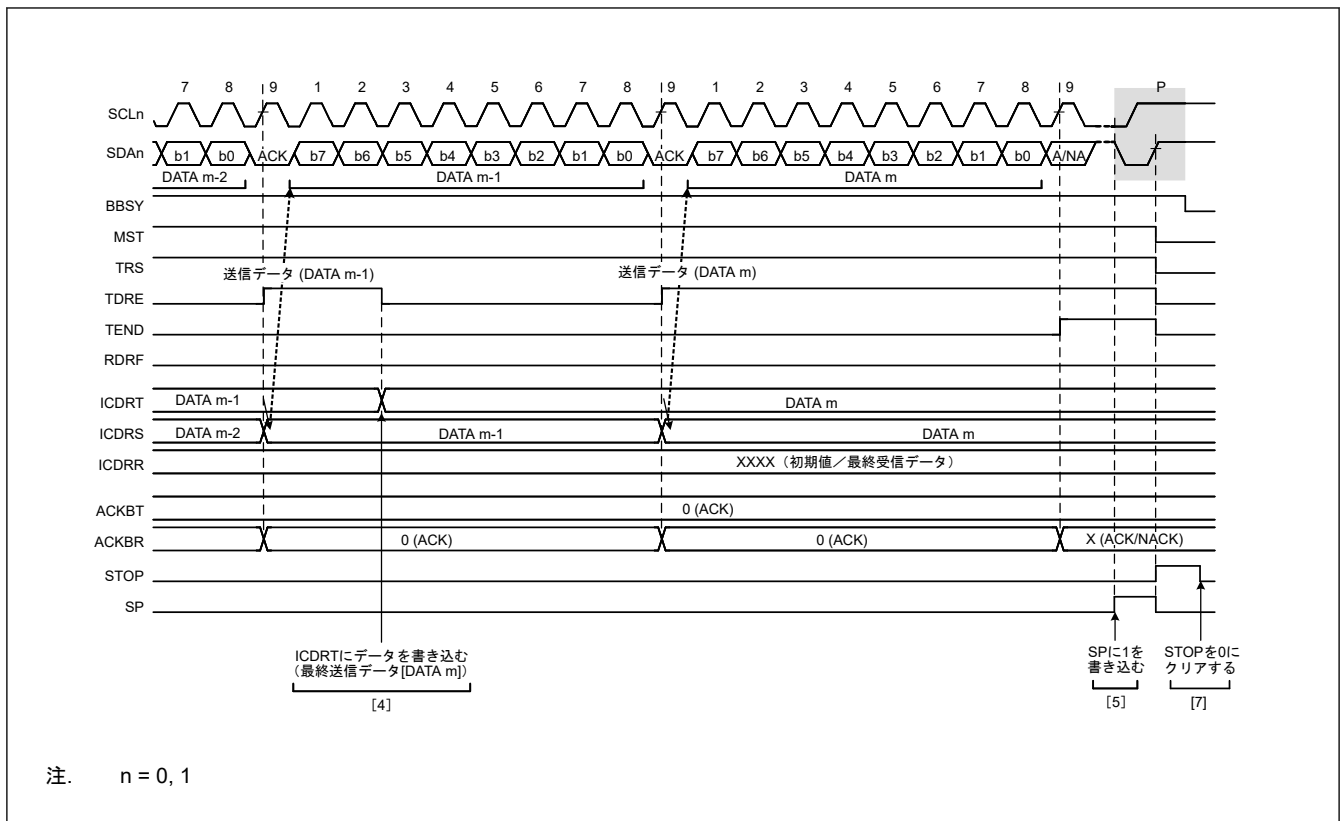 7 8 9 1 2 3 4 5 6 7 8 9 1 2 3 4 5 6 7 8 9 P
SCLn
SDAn b1 b0 ACK b7 b6 b5 b4 b3 b2 b1 b0 ACK b7 b6 b5 b4 b3 b2 b1 b0 A/NA
DATA m-2 DATA m-1 DATA m
BBSY
MST
TRS
送信データ (DATA m-1) 送信データ (DATA m)
TDRE
TEND
RDRF
ICDRT DATA m-1 DATA m
ICDRS DATA m-2 DATA m-1 DATA m
ICDRR XXXX（初期値／最終受信データ）
ACKBT 0 (ACK)
ACKBR 0 (ACK) 0 (ACK) X (ACK/NACK)
STOP
SP
ICDRTにデータを書き込む
（最終送信データ[DATA m]）
[4]
SPに1を
書き込む
[5]
STOPを0に
クリアする
[7]
注. n = 0, 1